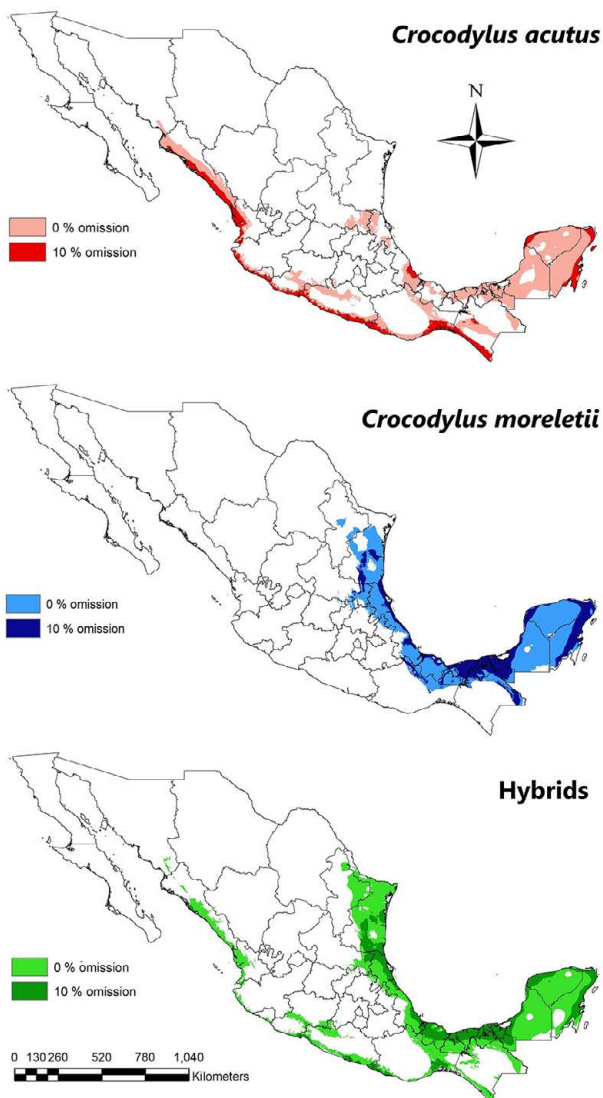 Crocodylus acutus
N
0 % omission
10 % omission
Crocodylus moreletii
0 % omission
10 % omission
Hybrids
0 % omission
10 % omission
0 130 260 520 780 1,040
Kilometers